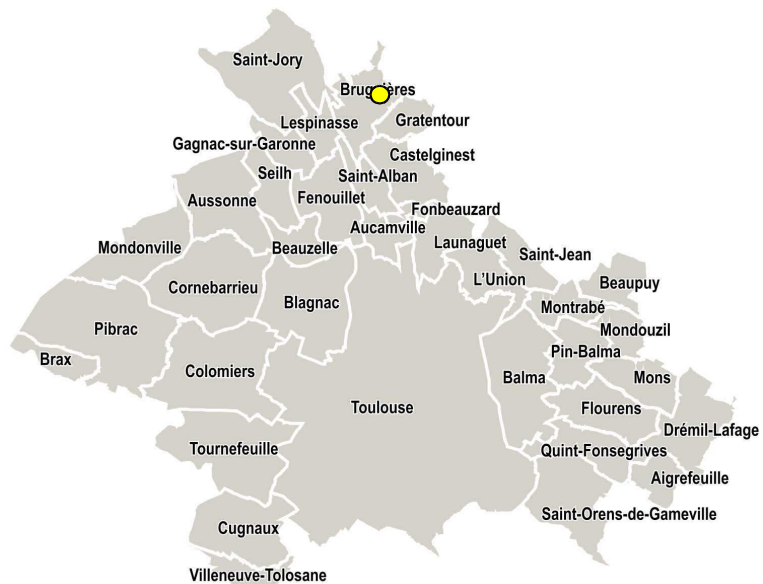 Saint-Jory
Bruguières
Lespinasse
Gratentour
Gagnac-sur-Garonne
Castelginest
Seilh
Saint-Alban
Aussonne
Fenouillet
Fonbeauzard
Aucamville
Mondonville
Beauzelle
Launaguet
Saint-Jean
L'Union
Beaupuy
Cornebarrieu
Blagnac
Montrabé
Pibrac
Mondouzil
Pin-Balma
Brax
Colomiers
Balma
Mons
Toulouse
Flourens
Drémil-Lafage
Tournefeuille
Quint-Fonsegrives
Aigrefeuille
Saint-Orens-de-Gameville
Cugnaux
Villeneuve-Tolosane